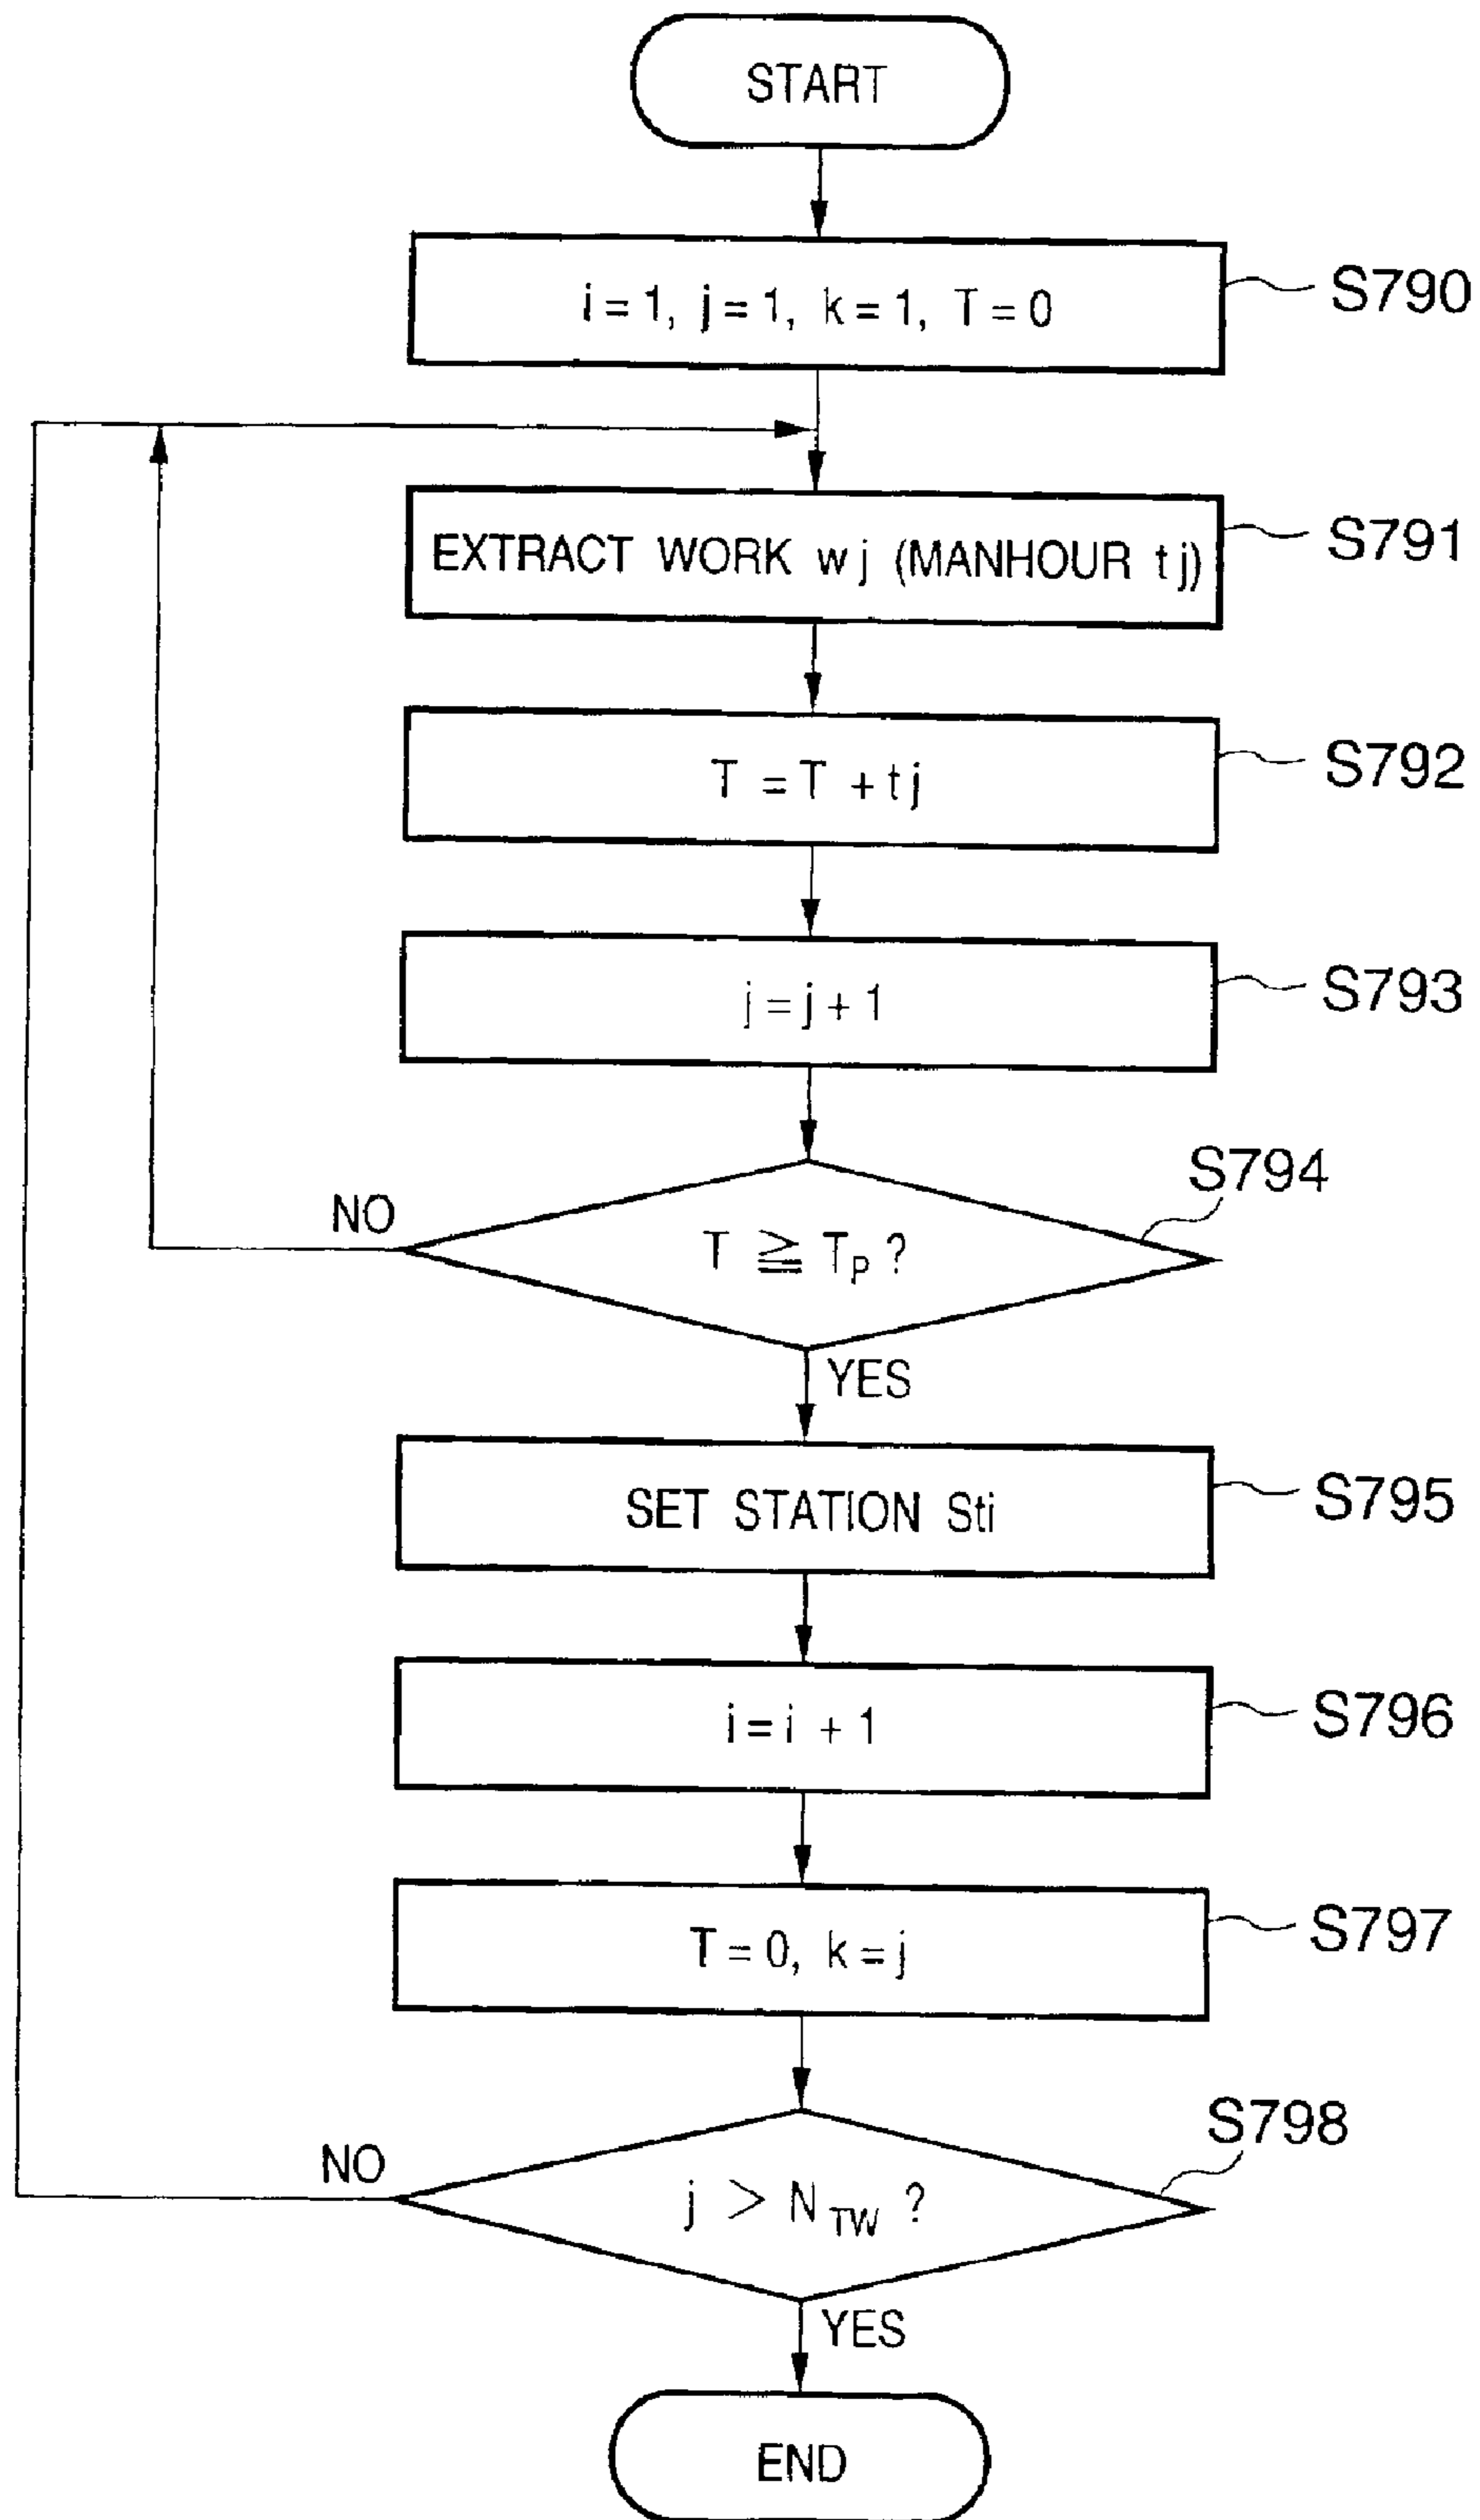 START
i = 1, j = 1, k = 1, T = 0
S790
EXTRACT WORK wj (MANHOUR tj)
S791
T = T + tj
S792
j = j + 1
S793
S794
NO
T ≧ TP ?
YES
SET STATION Sti
S795
i = i + 1
S796
T = 0, k = j
S797
S798
NO
j > NTW ?
YES
END